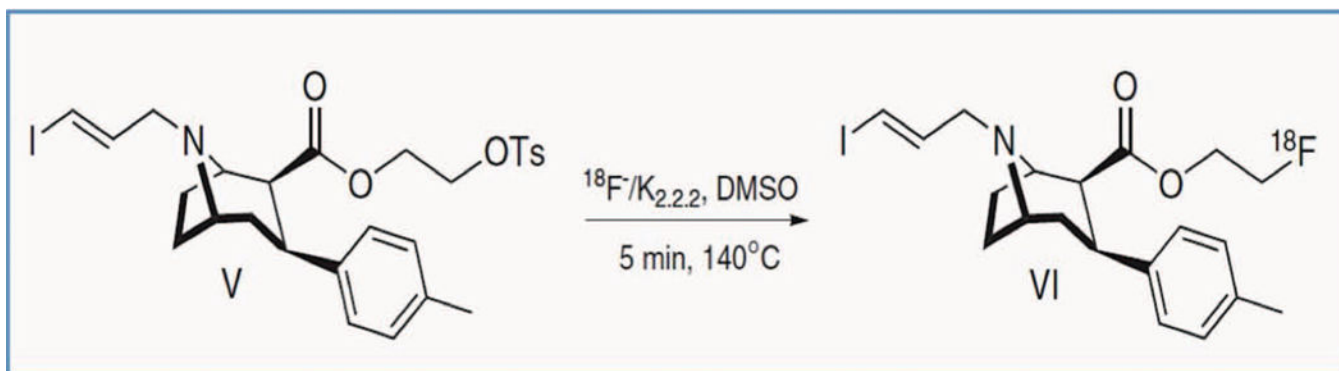 O
I
N
O
OTs
V
¹⁸F⁻/K₂.₂.₂, DMSO
5 min, 140°C
O
I
N
O
¹⁸F
VI